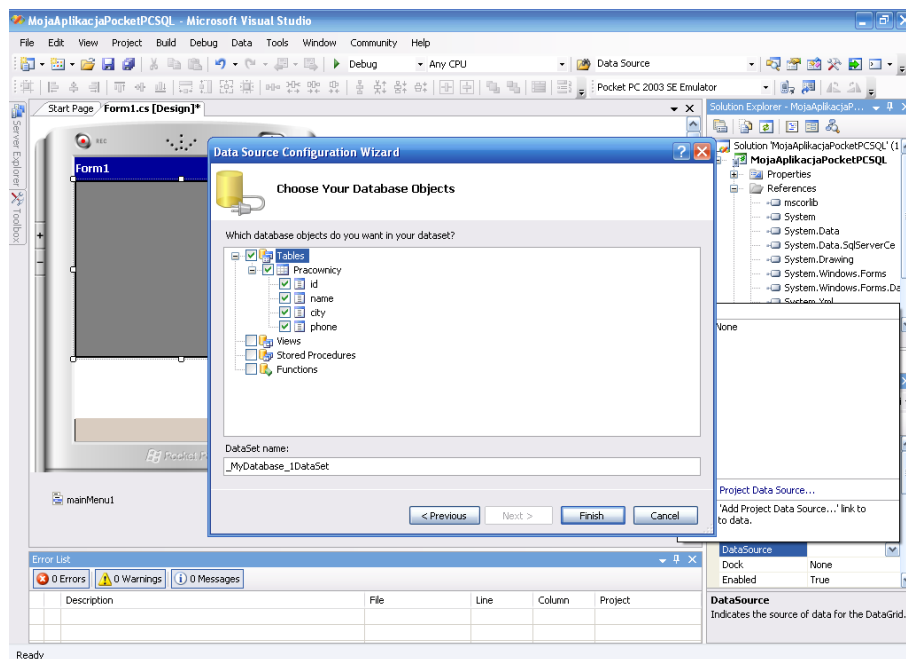 MojaAplikacjaPocketPCSQL - Microsoft Visual Studio
File Edit View Project Build Debug Data Tools Window Community Help
Debug Any CPU Data Source
Pocket PC 2003 SE Emulator
Start Page Form1.cs [Design]*
Solution Explorer - MojaAplikacjaP...
Server Explorer
Toolbox
REC
Form1
mainMenu1
Data Source Configuration Wizard
Choose Your Database Objects
Which database objects do you want in your dataset?
Tables
Pracownicy
id
name
city
phone
Views
Stored Procedures
Functions
DataSet name:
_MyDatabase_1DataSet
< Previous Next > Finish Cancel
Solution 'MojaAplikacjaPocketPCSQL' (1
MojaAplikacjaPocketPCSQL
Properties
References
mscorlib
System
System.Data
System.Data.SqlServerCe
System.Drawing
System.Windows.Forms
System.Windows.Forms.Da
System.Xml
None
Project Data Source...
'Add Project Data Source...' link to
to data.
DataSource
Dock None
Enabled True
DataSource
Indicates the source of data for the DataGrid.
Error List
0 Errors 0 Warnings 0 Messages
Description File Line Column Project
Ready